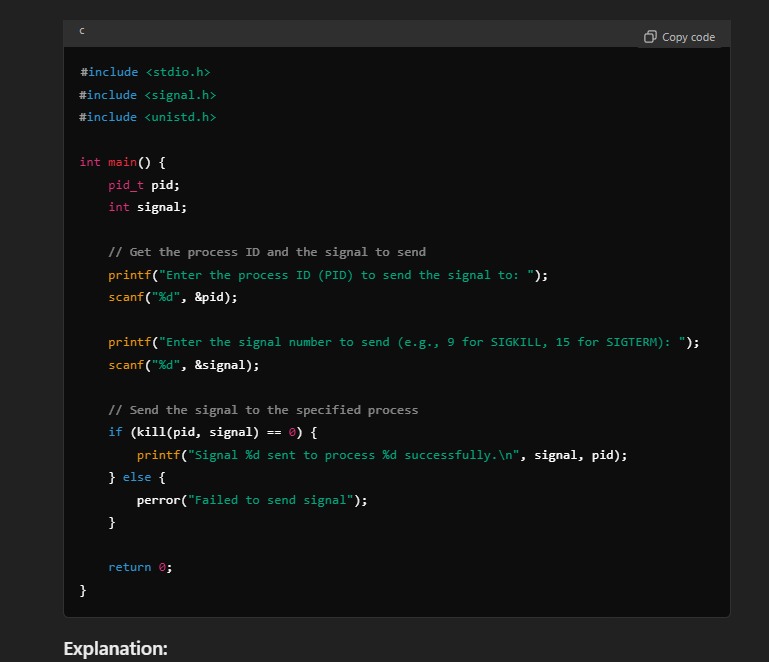 c
Copy code
#include <stdio.h>
#include <signal.h>
#include <unistd.h>
int main() {
    pid_t pid;
    int signal;
    // Get the process ID and the signal to send
    printf("Enter the process ID (PID) to send the signal to: ");
    scanf("%d", &pid);
    printf("Enter the signal number to send (e.g., 9 for SIGKILL, 15 for SIGTERM): ");
    scanf("%d", &signal);
    // Send the signal to the specified process
    if (kill(pid, signal) == 0) {
        printf("Signal %d sent to process %d successfully.\n", signal, pid);
    } else {
        perror("Failed to send signal");
    }
    return 0;
}
Explanation: